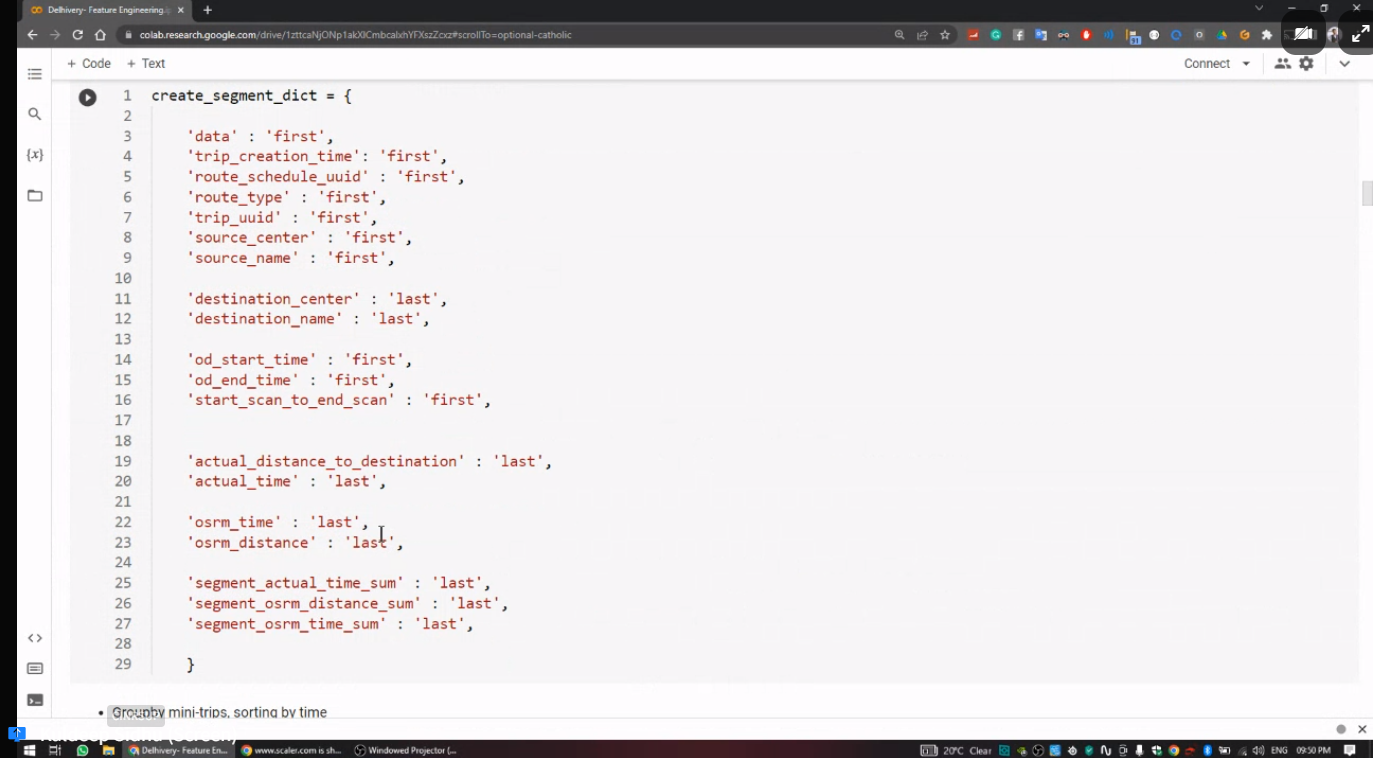 Delhivery- Feature Engineering.
colab.research.google.com/drive/1zttcaNjONp1akXlCmbcalxhYFXszZcxz#scrollTo=optional-catholic
+ Code + Text
Connect
1 create_segment_dict = {
2
3 'data' : 'first',
4 'trip_creation_time': 'first',
5 'route_schedule_uuid' : 'first',
6 'route_type' : 'first',
7 'trip_uuid' : 'first',
8 'source_center' : 'first',
9 'source_name' : 'first',
10
11 'destination_center' : 'last',
12 'destination_name' : 'last',
13
14 'od_start_time' : 'first',
15 'od_end_time' : 'first',
16 'start_scan_to_end_scan' : 'first',
17
18
19 'actual_distance_to_destination' : 'last',
20 'actual_time' : 'last',
21
22 'osrm_time' : 'last',
23 'osrm_distance' : 'last',
24
25 'segment_actual_time_sum' : 'last',
26 'segment_osrm_distance_sum' : 'last',
27 'segment_osrm_time_sum' : 'last',
28
29 }
{x}
<>
• Groupby mini-trips, sorting by time
(Screen)
Delhivery- Feature En...
www.scaler.com is sh...
Windowed Projector (...
20°C Clear
ENG
09:50 PM